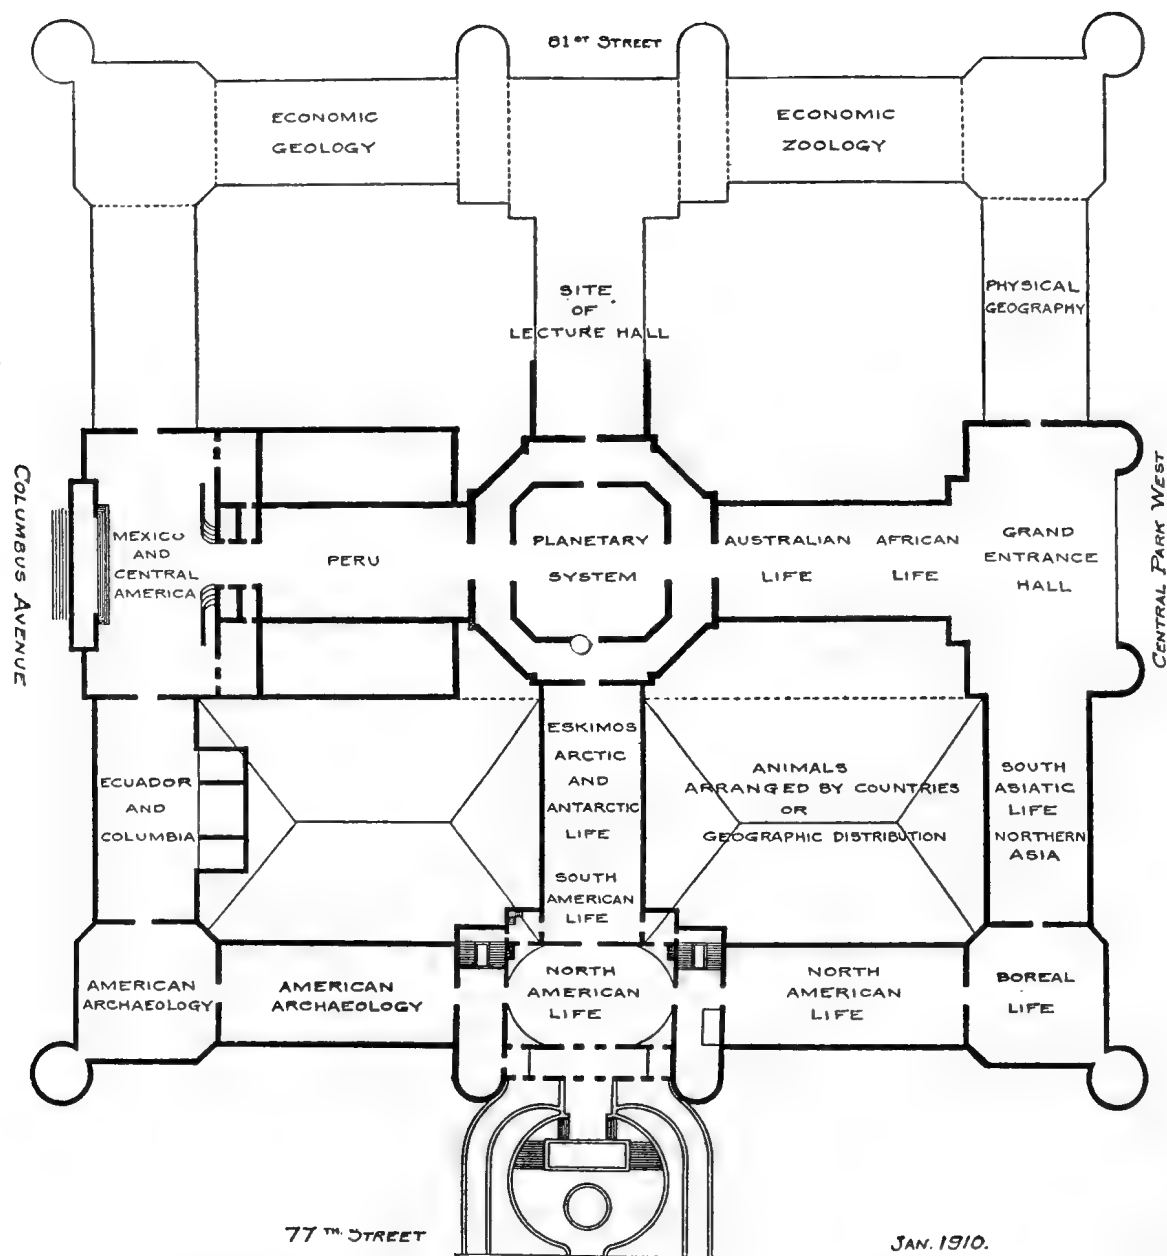 81ST STREET
ECONOMIC
GEOLOGY
ECONOMIC
ZOOLOGY
SITE
OF
LECTURE HALL
PHYSICAL
GEOGRAPHY
COLUMBUS AVENUE
MEXICO
AND
CENTRAL
AMERICA
PERU
PLANETARY
SYSTEM
AUSTRALIAN
LIFE
AFRICAN
LIFE
GRAND
ENTRANCE
HALL
CENTRAL PARK WEST
ECUADOR
AND
COLUMBIA
ESKIMOS
ARCTIC
AND
ANTARCTIC
LIFE
SOUTH
AMERICAN
LIFE
ANIMALS
ARRANGED BY COUNTRIES
OR
GEOGRAPHIC DISTRIBUTION
SOUTH
ASIATIC
LIFE
NORTHERN
ASIA
AMERICAN
ARCHAEOLOGY
AMERICAN
ARCHAEOLOGY
NORTH
AMERICAN
LIFE
NORTH
AMERICAN
LIFE
BOREAL
LIFE
77TH. STREET
JAN. 1910.